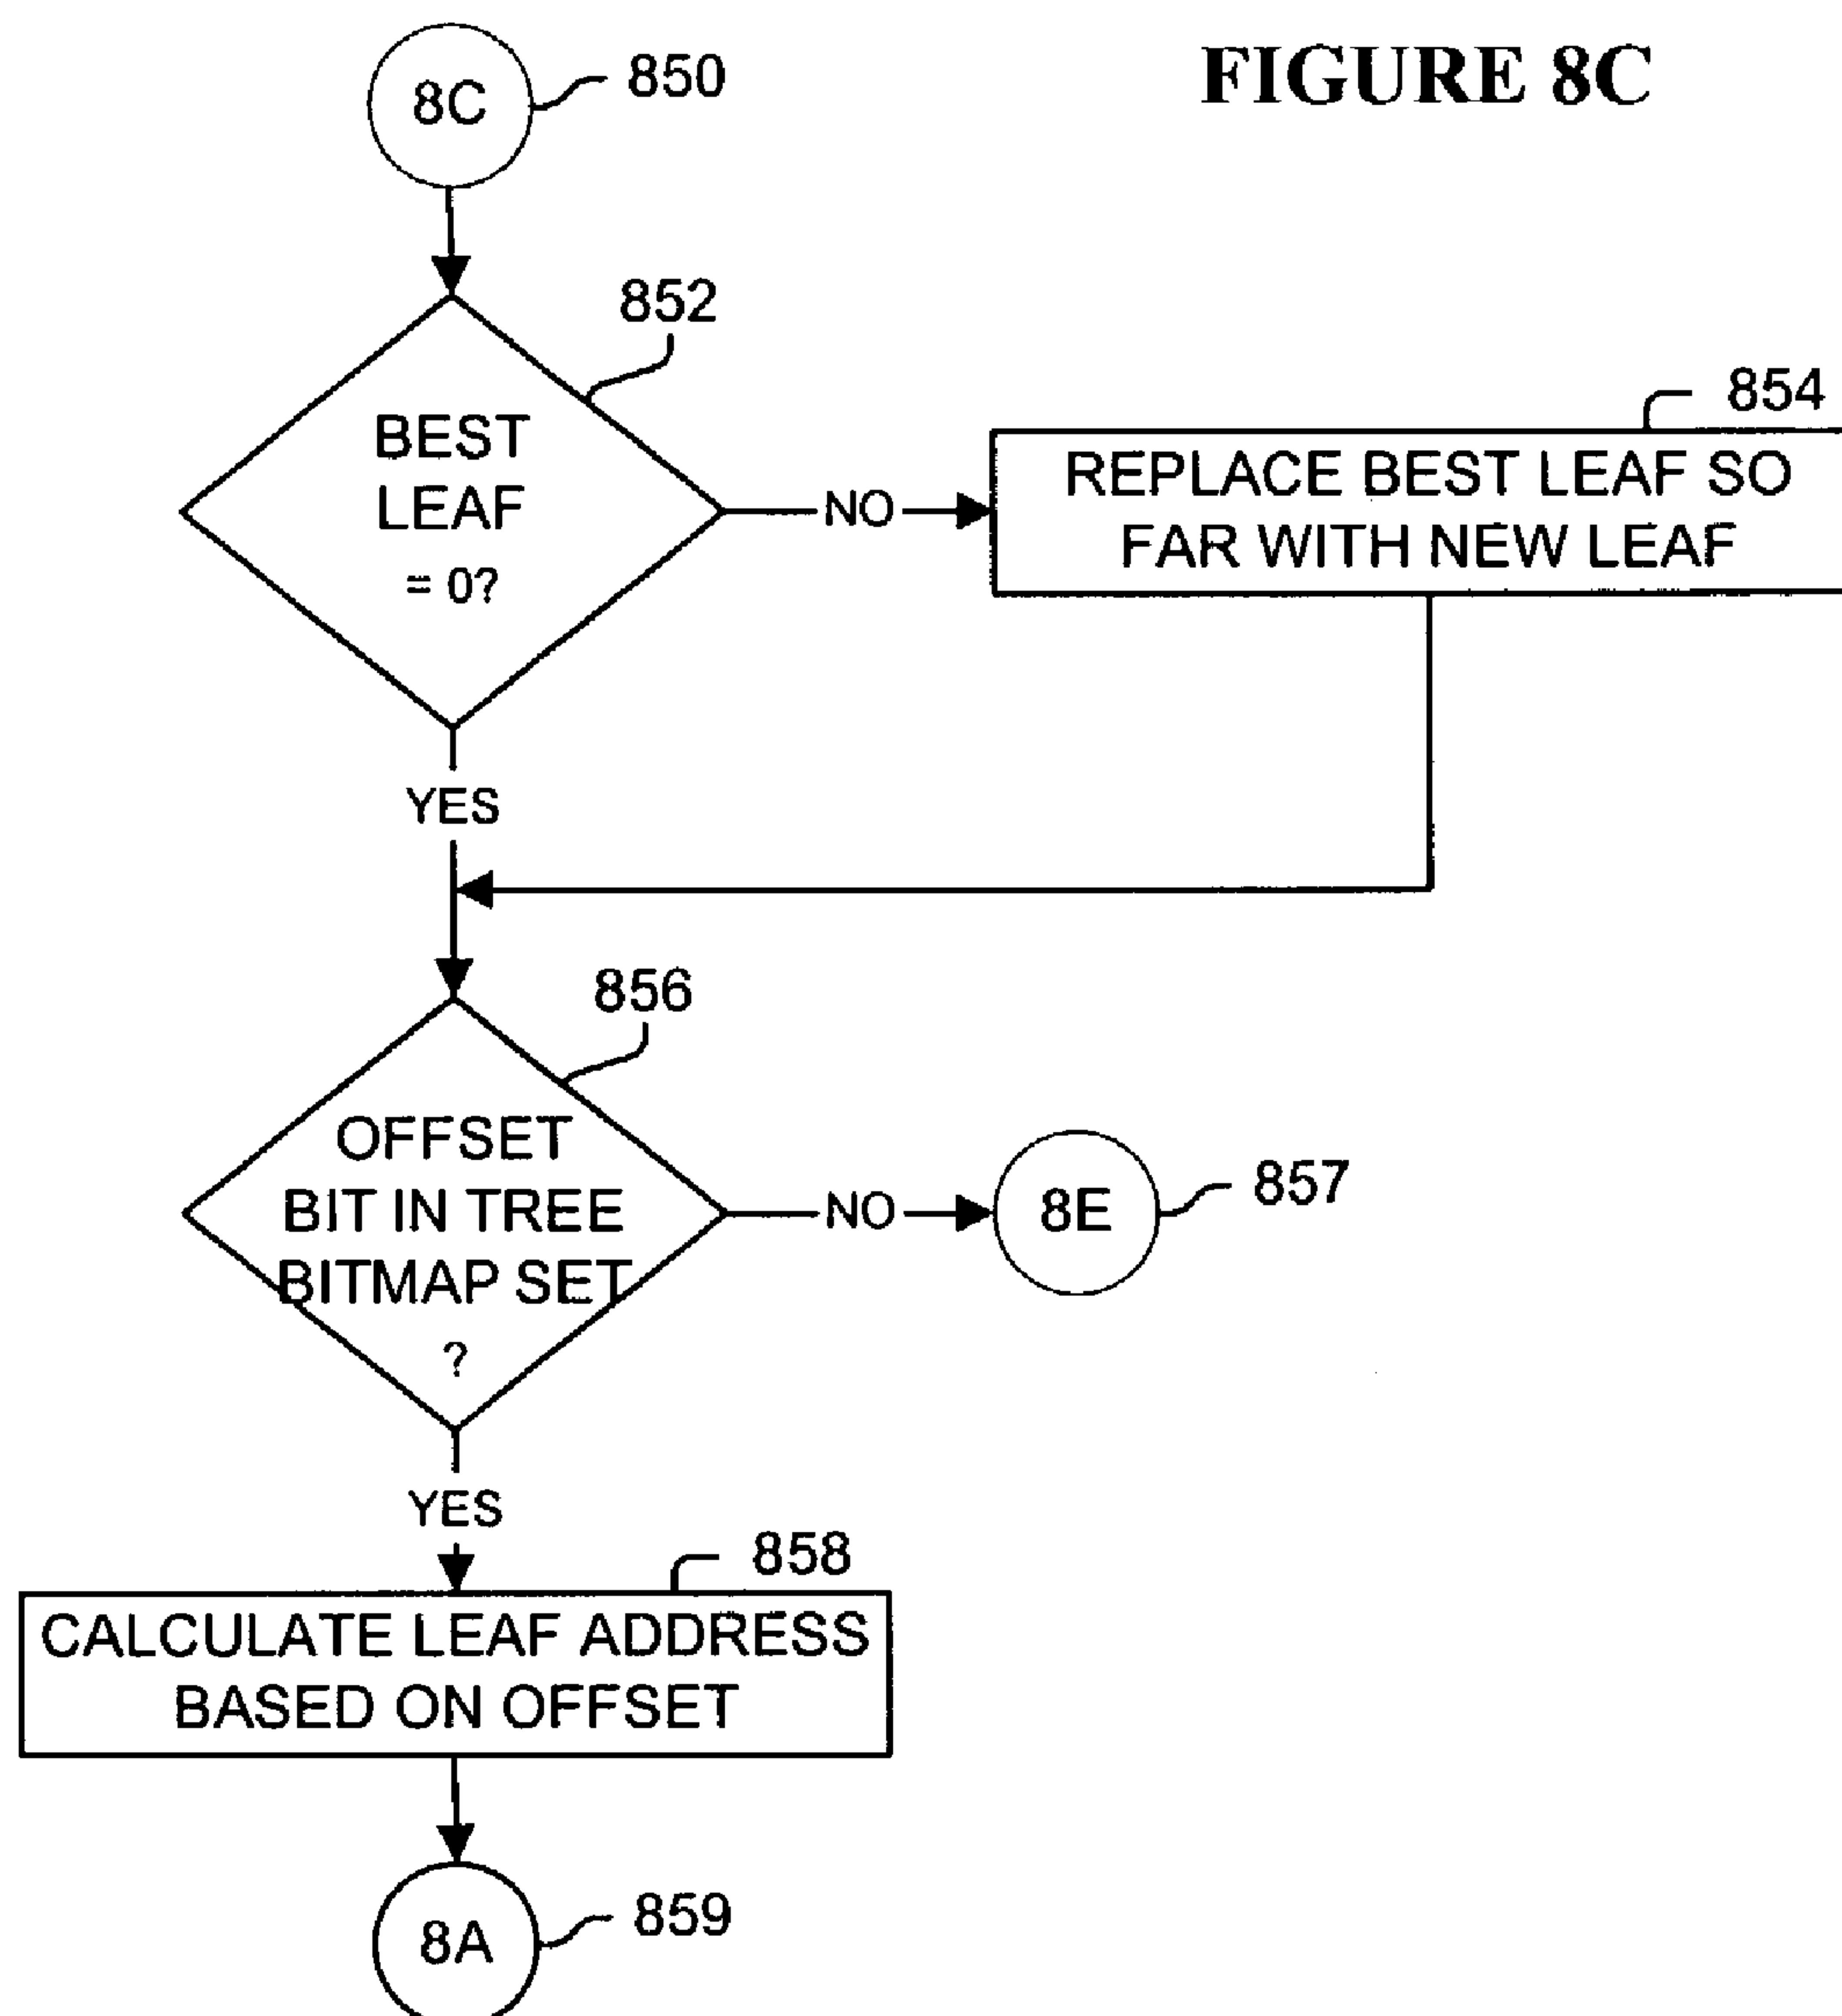 FIGURE 8C
8C
850
852
BEST
LEAF
= 0?
NO
854
REPLACE BEST LEAF SO
FAR WITH NEW LEAF
YES
856
OFFSET
BIT IN TREE
BITMAP SET
?
NO
8E
857
YES
858
CALCULATE LEAF ADDRESS
BASED ON OFFSET
8A
859